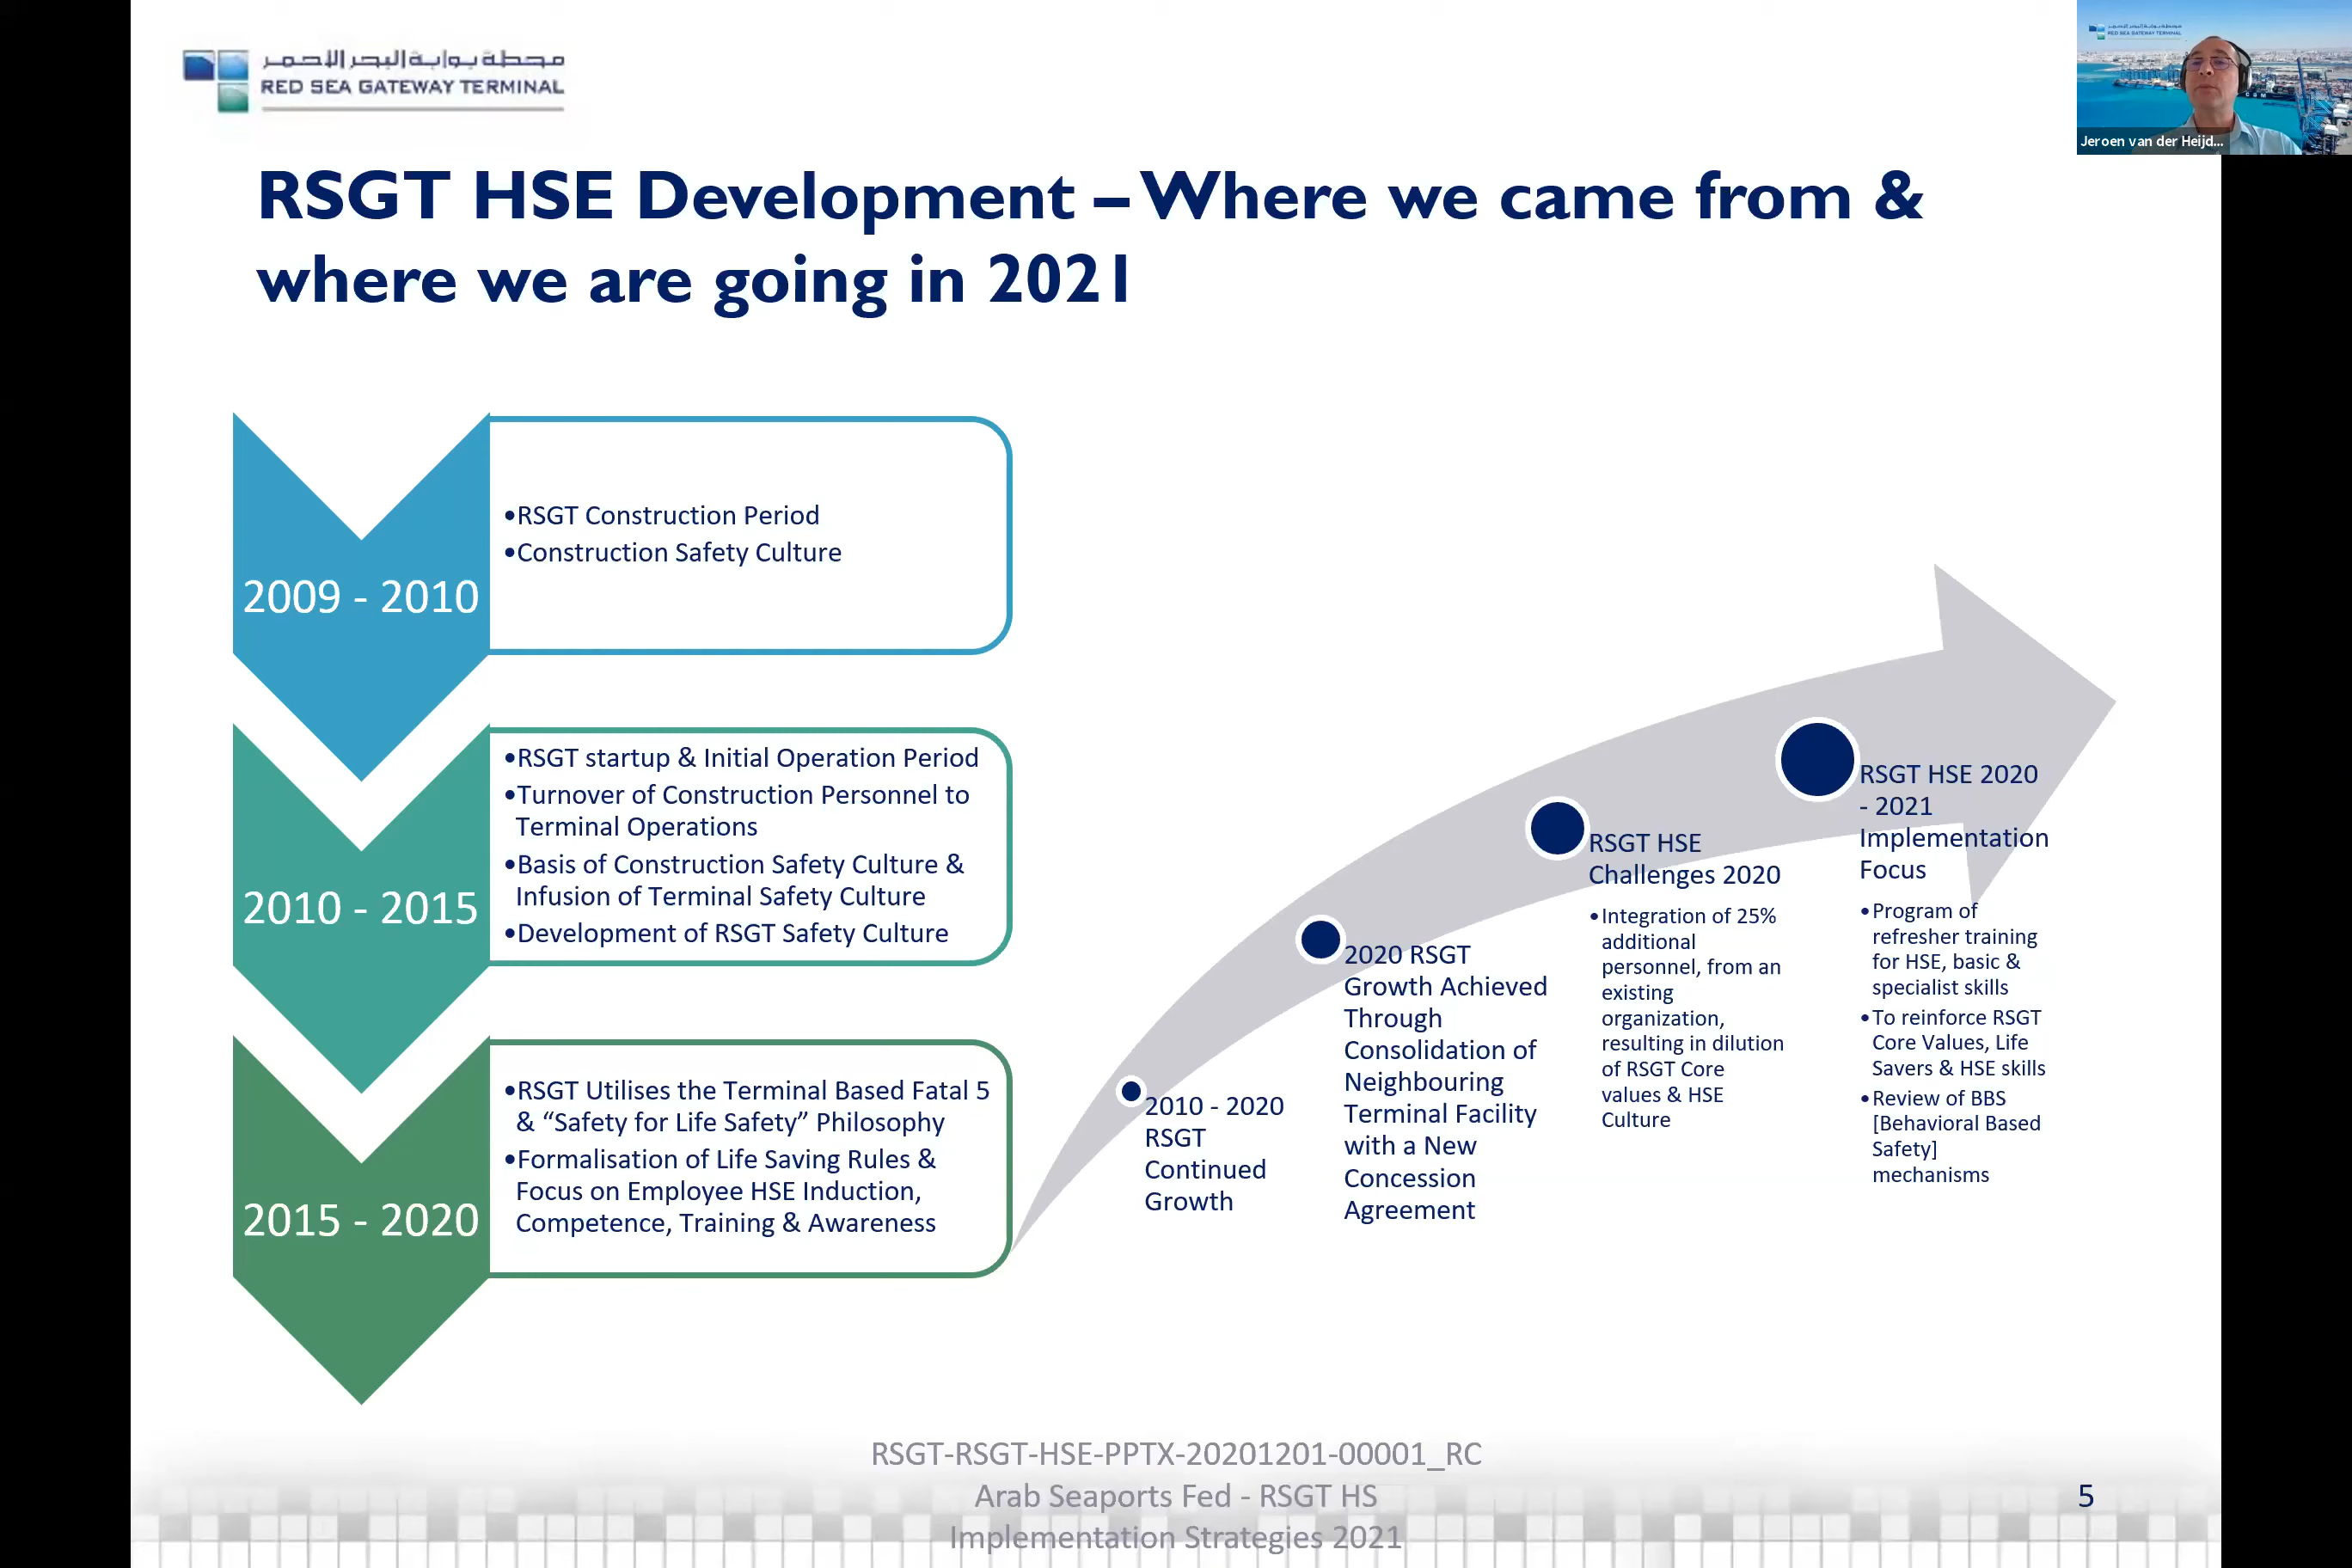 محطة بوابة البحر الأحمر
RED SEA GATEWAY TERMINAL
RED SEA GATEWAY TERMINAL
Jeroen van der Heijd...
RSGT HSE Development – Where we came from &
where we are going in 2021
2009 - 2010
•RSGT Construction Period
•Construction Safety Culture
2010 - 2015
•RSGT startup & Initial Operation Period
•Turnover of Construction Personnel to
Terminal Operations
•Basis of Construction Safety Culture &
Infusion of Terminal Safety Culture
•Development of RSGT Safety Culture
2015 - 2020
•RSGT Utilises the Terminal Based Fatal 5
& “Safety for Life Safety” Philosophy
•Formalisation of Life Saving Rules &
Focus on Employee HSE Induction,
Competence, Training & Awareness
2010 - 2020
RSGT
Continued
Growth
2020 RSGT
Growth Achieved
Through
Consolidation of
Neighbouring
Terminal Facility
with a New
Concession
Agreement
RSGT HSE
Challenges 2020
•Integration of 25%
additional
personnel, from an
existing
organization,
resulting in dilution
of RSGT Core
values & HSE
Culture
RSGT HSE 2020
- 2021
Implementation
Focus
•Program of
refresher training
for HSE, basic &
specialist skills
•To reinforce RSGT
Core Values, Life
Savers & HSE skills
•Review of BBS
[Behavioral Based
Safety]
mechanisms
RSGT-RSGT-HSE-PPTX-20201201-00001_RC
Arab Seaports Fed - RSGT HS
Implementation Strategies 2021
5